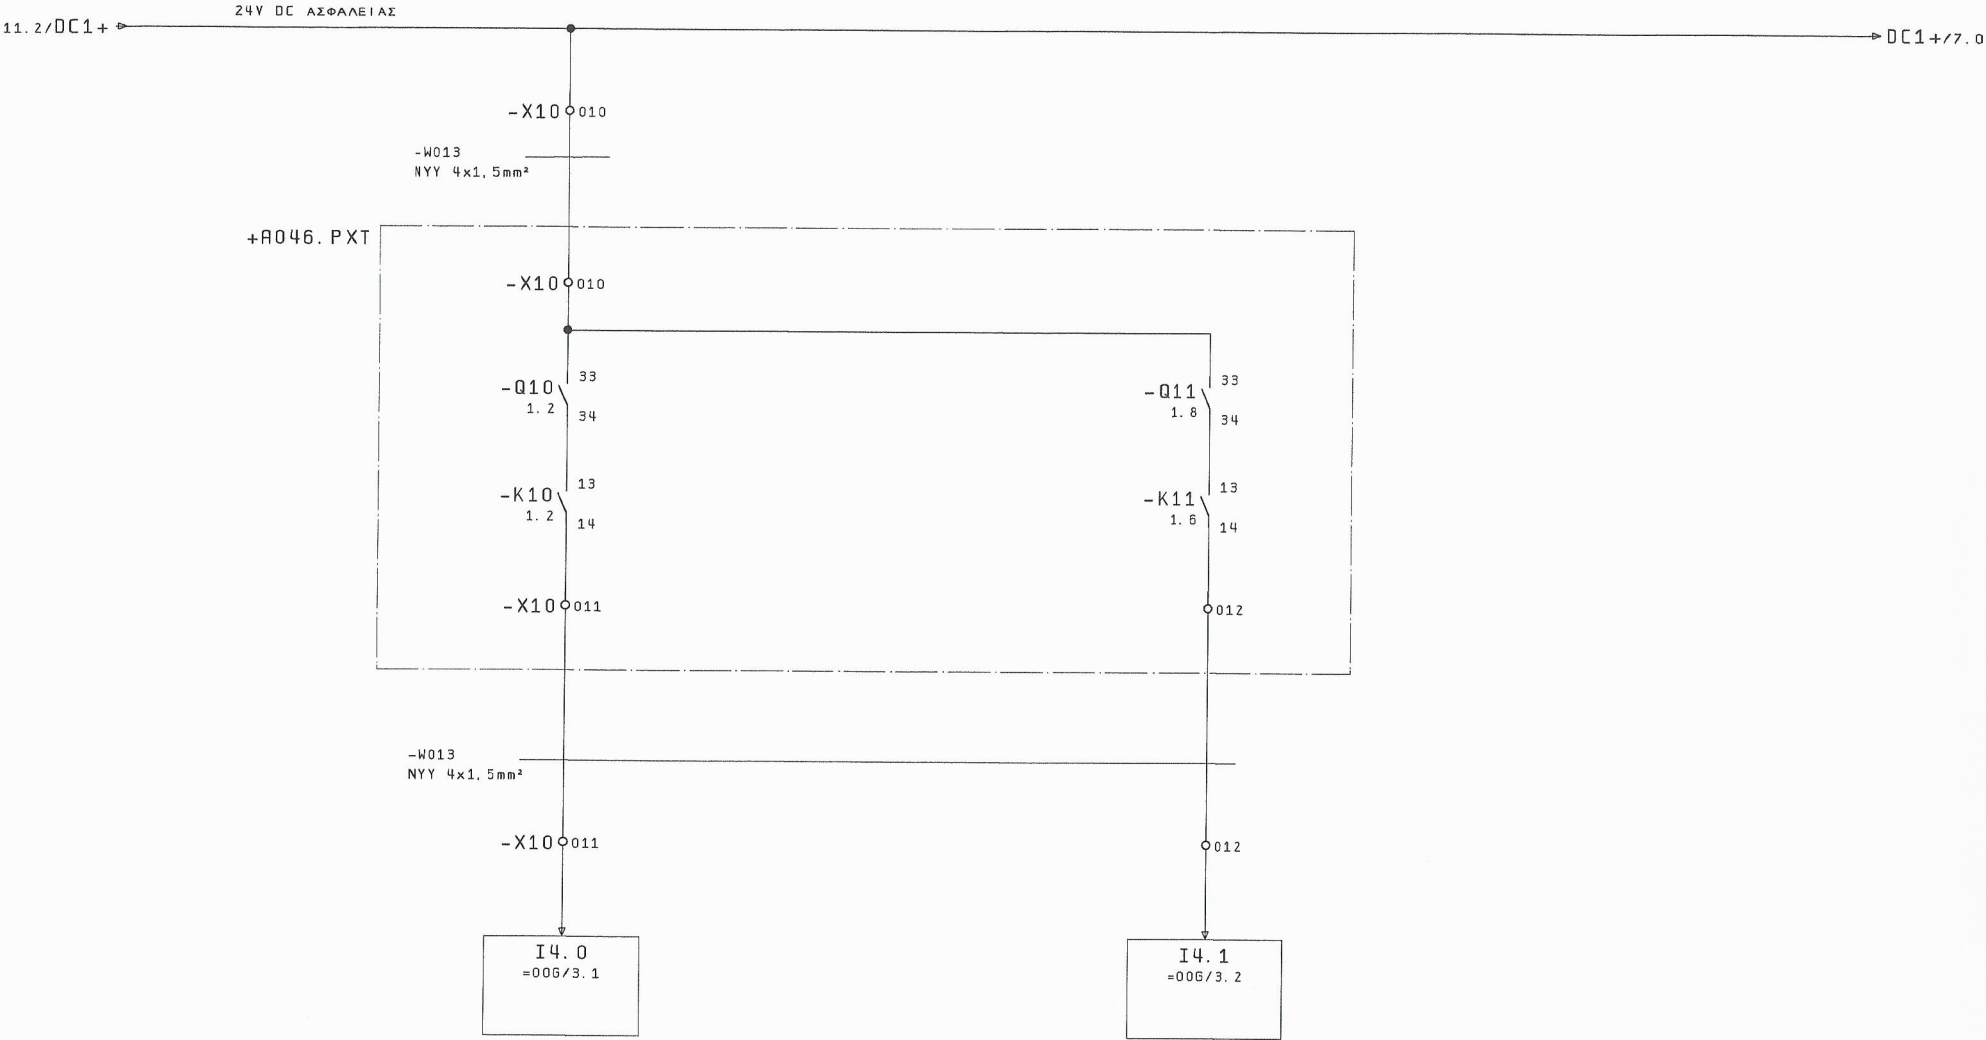 24V DC ΑΣΦΑΛΕΙΑΣ
11.2/DC1+
DC1+/7.0
-X10 010
-W013
NYY 4x1,5mm²
+A046.PXT
-X10 010
-Q10 33
1.2 34
-Q11 33
1.8 34
-K10 13
1.2 14
-K11 13
1.6 14
-X10 011
012
-W013
NYY 4x1,5mm²
-X10 011
012
I4.0
=00G/3.1
I4.1
=00G/3.2